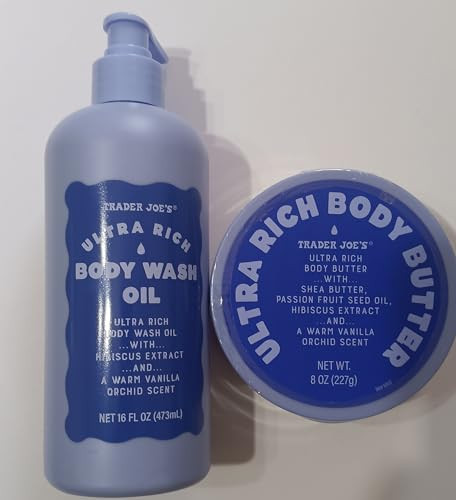 TRADER JOE'S®
ULTRA RICH
BODY WASH
OIL
ULTRA RICH
BODY WASH OIL
...WITH...
HIBISCUS EXTRACT
...AND...
A WARM VANILLA
ORCHID SCENT
NET 16 FL OZ (473mL)
ULTRA RICH BODY BUTTER
TRADER JOE'S®
ULTRA RICH
BODY BUTTER
...WITH...
SHEA BUTTER,
PASSION FRUIT SEED OIL,
HIBISCUS EXTRACT
...AND...
A WARM VANILLA
ORCHID SCENT
NET WT.
8 OZ (227g)